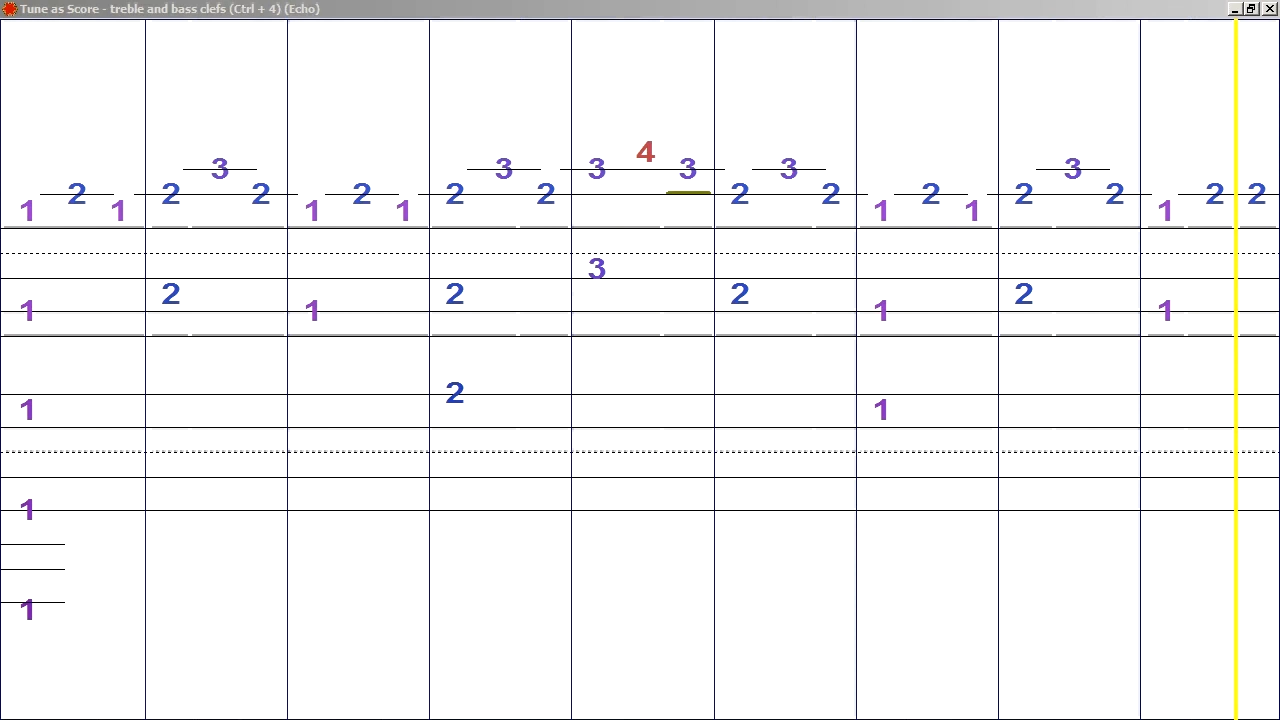 Tune as Score - treble and bass clefs (Ctrl + 4) (Echo)
4
3 3 3 3 3 3
2 2 2 2 2 2 2 2 2 2 2 2 2
1 1 1 1 1 1 1
3
2 2 2 2
1 1 1 1
2
1 1
1
1